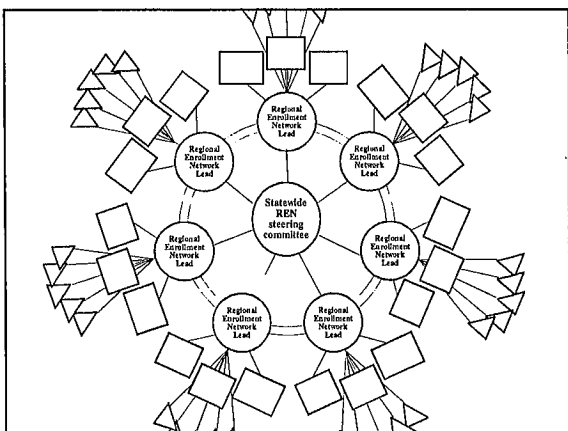 Regional
Enrollment
Network
Lead
Regional
Enrollment
Network
Lead
Regional
Enrollment
Network
Lead
Statewide
REN
steering
committee
Regional
Enrollment
Network
Lead
Regional
Enrollment
Network
Lead
Regional
Enrollment
Network
Lead
Regional
Enrollment
Network
Lead